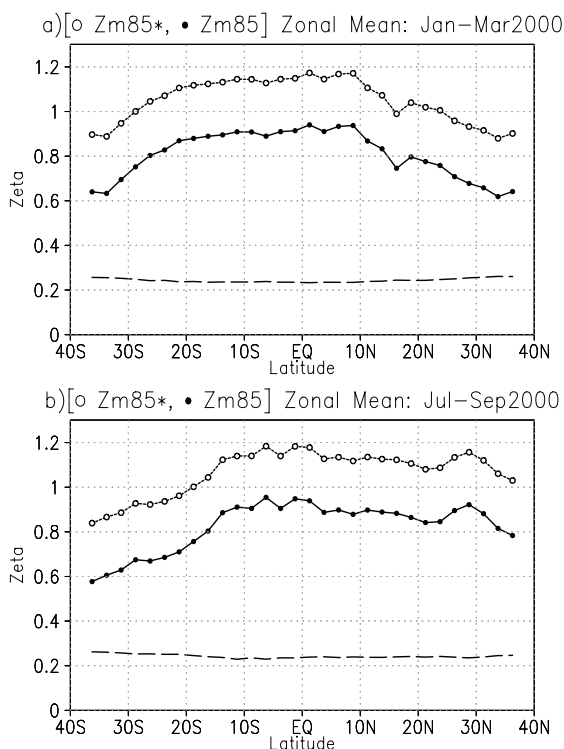 a)[○ Zm85*, • Zm85] Zonal Mean: Jan–Mar2000
1.2
1
0.8
0.6
0.4
0.2
0
Zeta
40S 30S 20S 10S EQ 10N 20N 30N 40N
Latitude
b)[○ Zm85*, • Zm85] Zonal Mean: Jul–Sep2000
1.2
1
0.8
0.6
0.4
0.2
0
Zeta
40S 30S 20S 10S EQ 10N 20N 30N 40N
Latitude